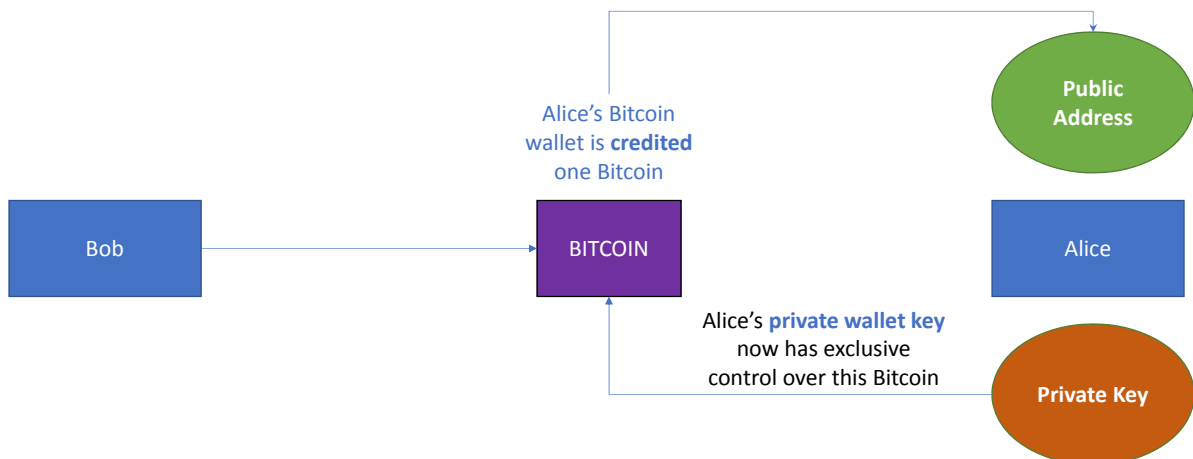 Public
Address
Alice’s Bitcoin
wallet is credited
one Bitcoin
Bob
BITCOIN
Alice
Alice’s private wallet key
now has exclusive
control over this Bitcoin
Private Key